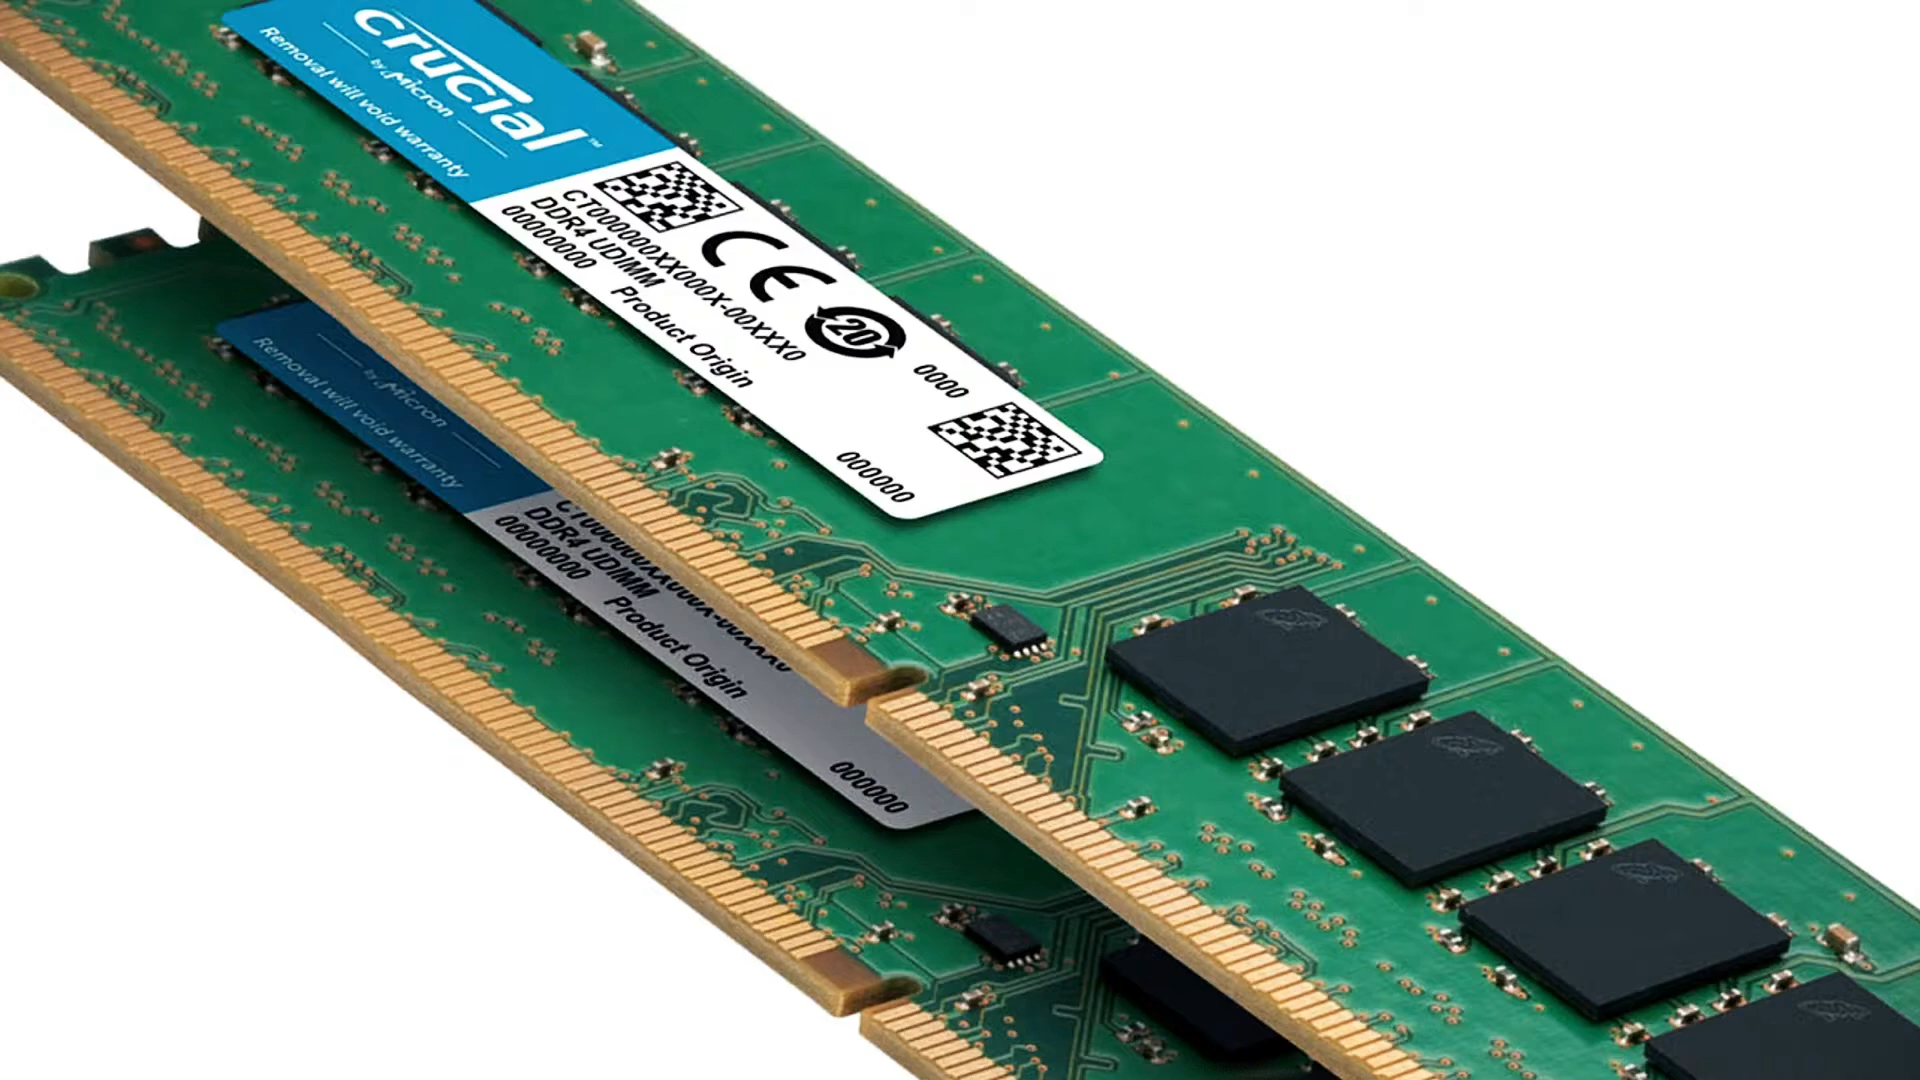 crucial™
by Micron
Removal will void warranty
CT000000XX000X-00XXX0
DDR4 UDIMM
00000000
Product Origin
CE
20
0000
000000
by Micron
Removal will void warranty
DDR4 UDIMM
00000000
Product Origin
000000